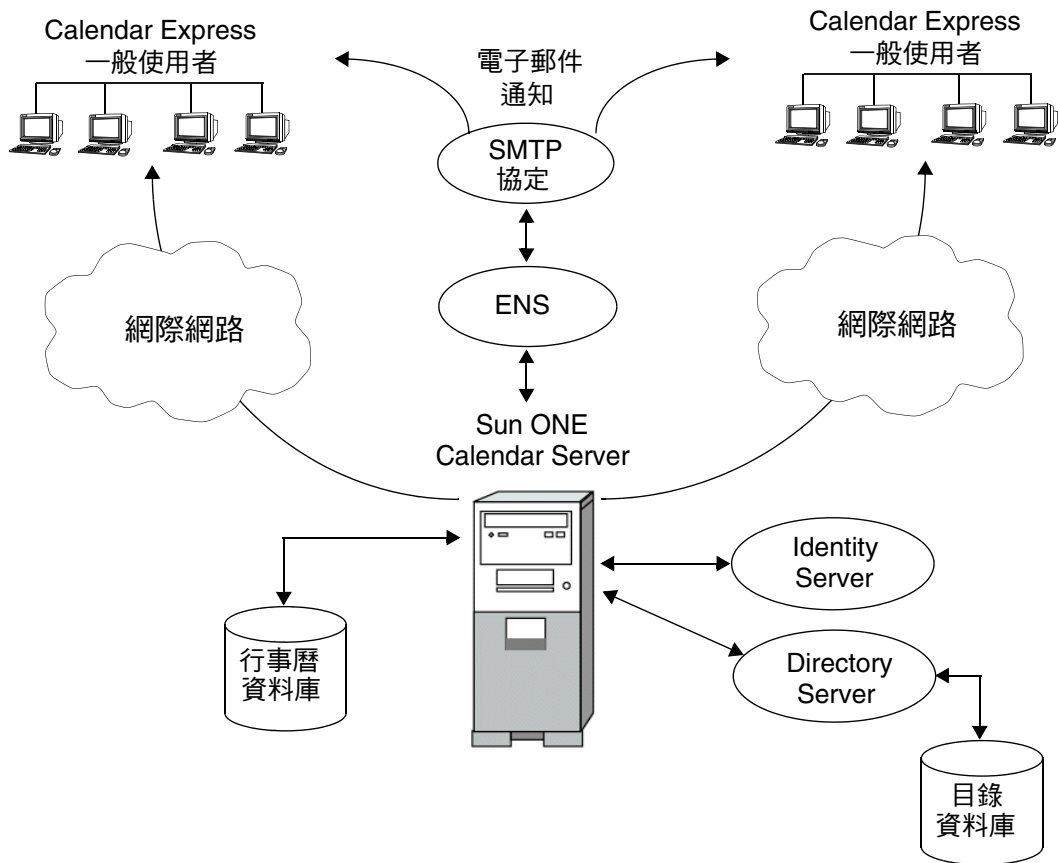 Calendar Express
一般使用者
電子郵件
通知
Calendar Express
一般使用者
SMTP
協定
ENS
網際網路
網際網路
Sun ONE
Calendar Server
Identity
Server
行事曆
資料庫
Directory
Server
目錄
資料庫